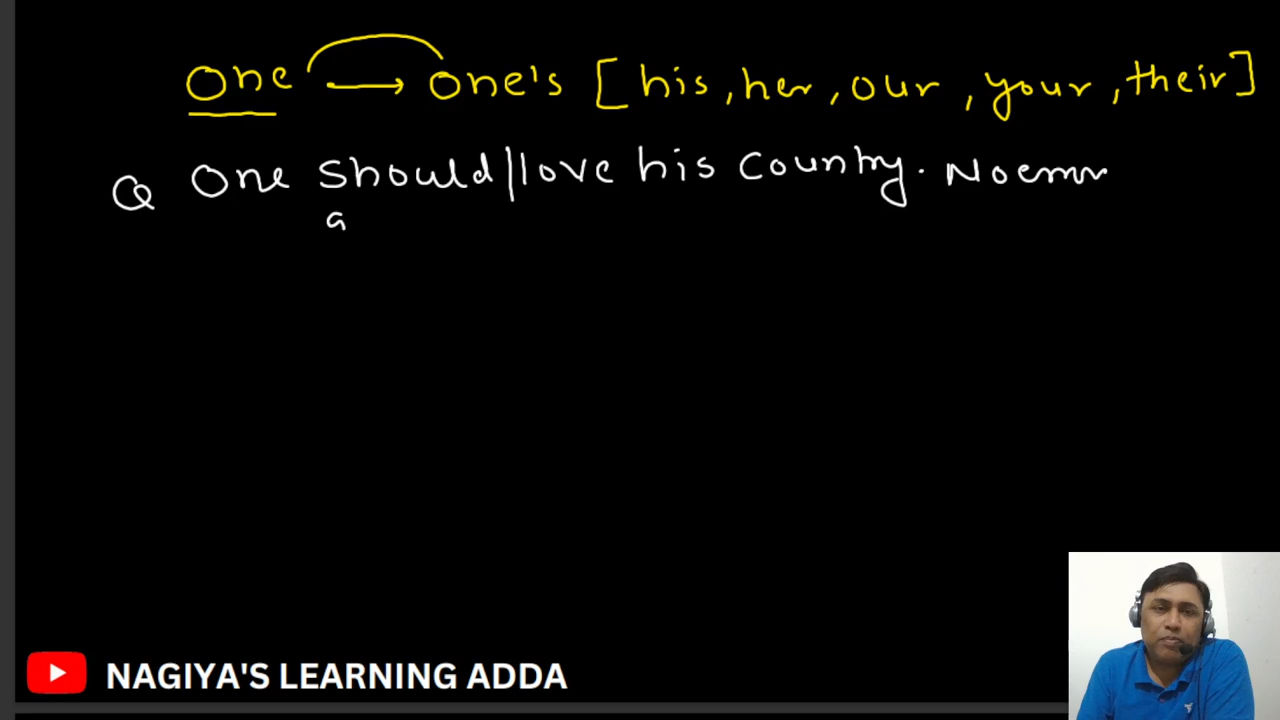 One → one's [his, her, our, your, their]
Q One should/love his country. No error
a
NAGIYA'S LEARNING ADDA